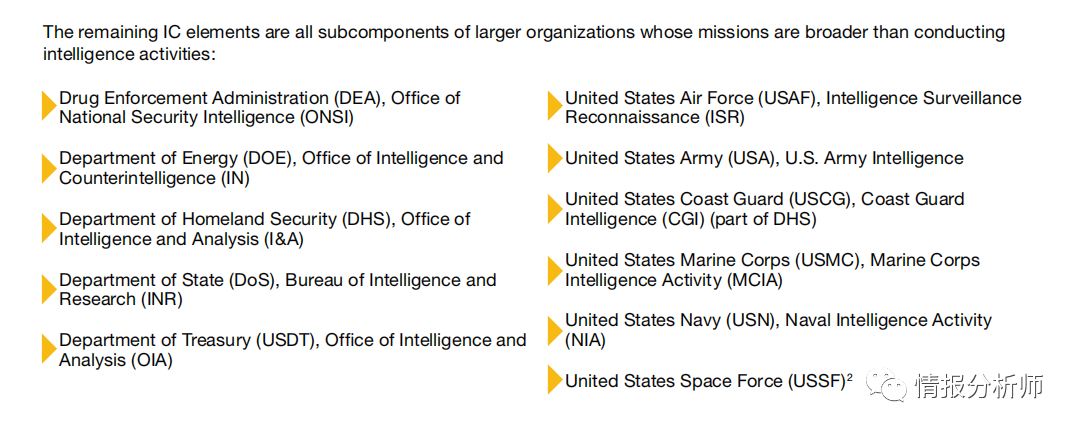 The remaining IC elements are all subcomponents of larger organizations whose missions are broader than conducting
intelligence activities:
Drug Enforcement Administration (DEA), Office of
National Security Intelligence (ONSI)
Department of Energy (DOE), Office of Intelligence and
Counterintelligence (IN)
Department of Homeland Security (DHS), Office of
Intelligence and Analysis (I&A)
Department of State (DoS), Bureau of Intelligence and
Research (INR)
Department of Treasury (USDT), Office of Intelligence and
Analysis (OIA)
United States Air Force (USAF), Intelligence Surveillance
Reconnaissance (ISR)
United States Army (USA), U.S. Army Intelligence
United States Coast Guard (USCG), Coast Guard
Intelligence (CGI) (part of DHS)
United States Marine Corps (USMC), Marine Corps
Intelligence Activity (MCIA)
United States Navy (USN), Naval Intelligence Activity
(NIA)
United States Space Force (USSF)²
情报分析师